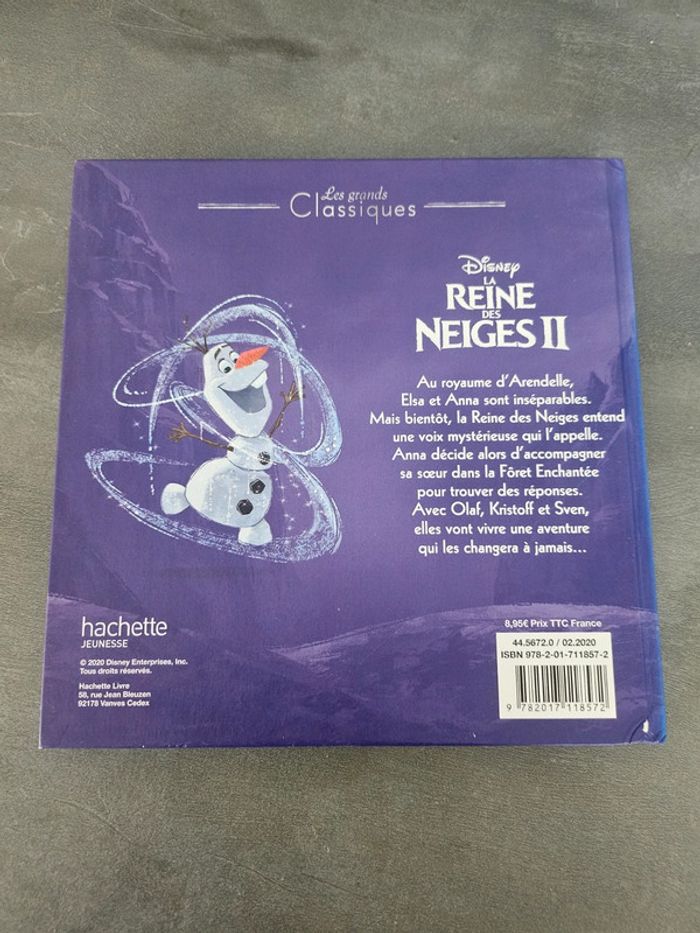 Les grands
Classiques
Disney
LA
REINE
DES
NEIGES II
Au royaume d'Arendelle,
Elsa et Anna sont inséparables.
Mais bientôt, la Reine des Neiges entend
une voix mystérieuse qui l'appelle.
Anna décide alors d'accompagner
sa sœur dans la Fôret Enchantée
pour trouver des réponses.
Avec Olaf, Kristoff et Sven,
elles vont vivre une aventure
qui les changera à jamais...
hachette
JEUNESSE
© 2020 Disney Enterprises, Inc.
Tous droits réservés.
Hachette Livre
58, rue Jean Bleuzen
92178 Vanves Cedex
8,95€ Prix TTC France
44.5672.0 / 02.2020
ISBN 978-2-01-711857-2
9 782017 118572